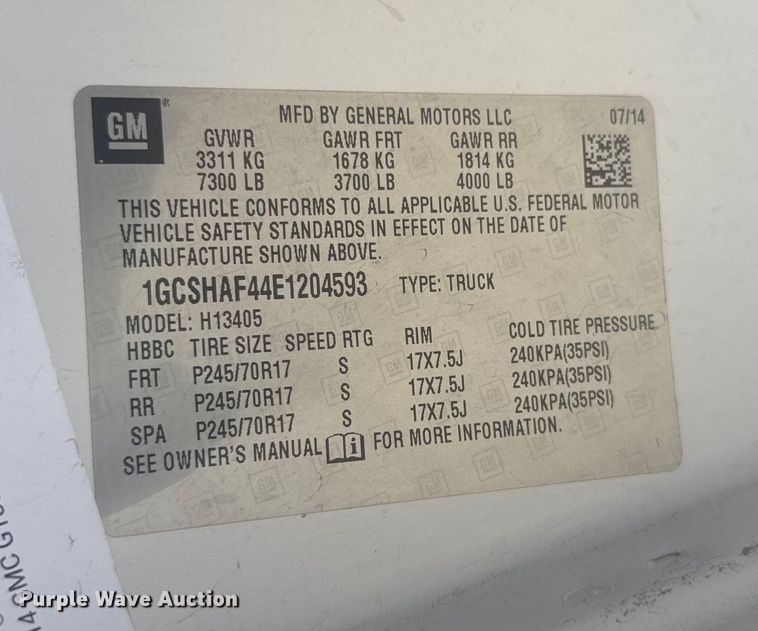 GM
MFD BY GENERAL MOTORS LLC 07/14
GVWR GAWR FRT GAWR RR
3311 KG 1678 KG 1814 KG
7300 LB 3700 LB 4000 LB
THIS VEHICLE CONFORMS TO ALL APPLICABLE U.S. FEDERAL MOTOR
VEHICLE SAFETY STANDARDS IN EFFECT ON THE DATE OF
MANUFACTURE SHOWN ABOVE.
1GCSHAF44E1204593 TYPE: TRUCK
MODEL: H13405
HBBC TIRE SIZE SPEED RTG RIM COLD TIRE PRESSURE
FRT P245/70R17 S 17X7.5J 240KPA(35PSI)
RR P245/70R17 S 17X7.5J 240KPA(35PSI)
SPA P245/70R17 S 17X7.5J 240KPA(35PSI)
SEE OWNER'S MANUAL FOR MORE INFORMATION.
Purple Wave Auction